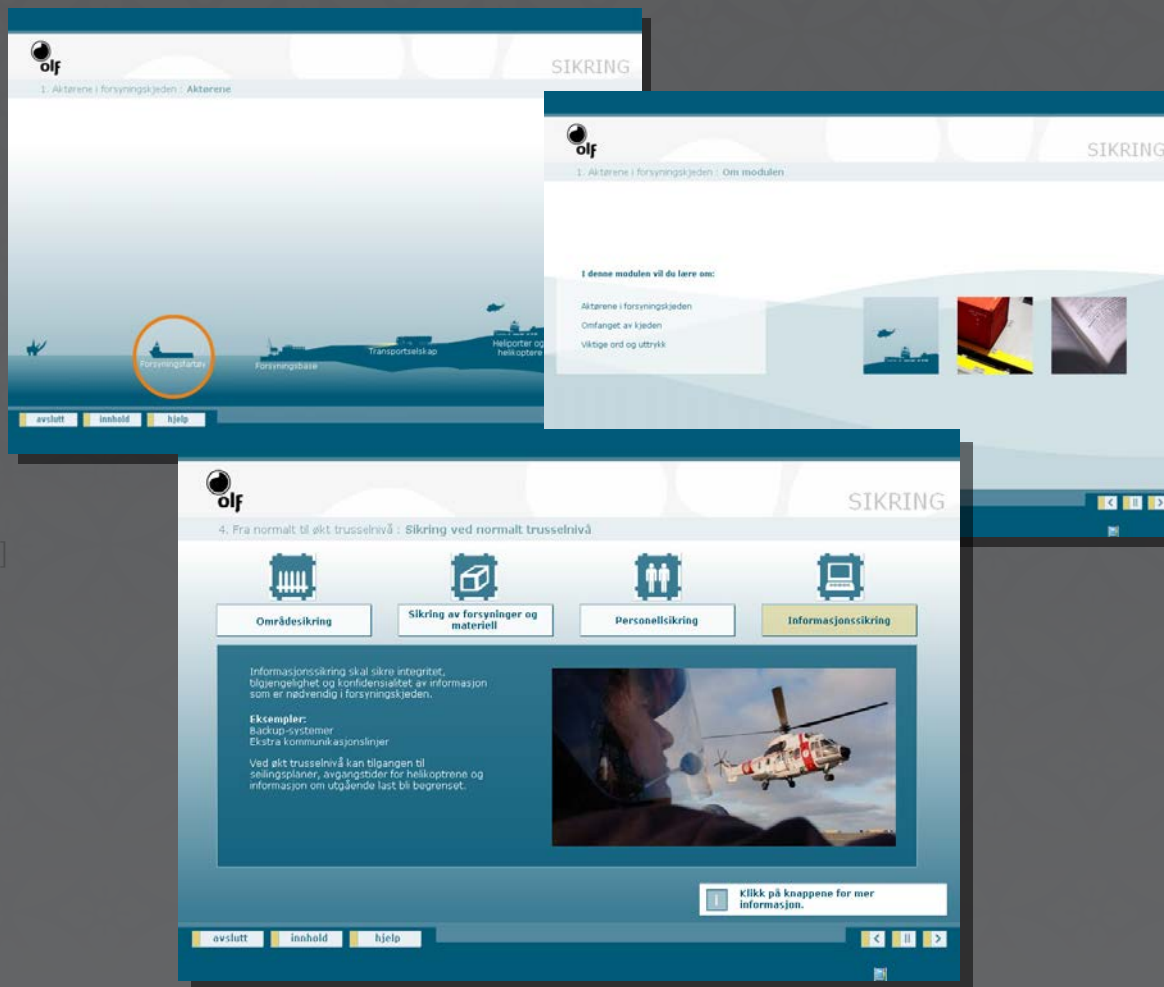 olf
SIKRING
1. Aktørene i forsyningskjeden : Aktørene
Forsyningsfartøy
Forsyningsbase
Transportselskap
Heliporter og
helikoptere
avslutt
innhold
hjelp
olf
SIKRING
1. Aktørene i forsyningskjeden : Om modulen
I denne modulen vil du lære om:
Aktørene i forsyningskjeden
Omfanget av kjeden
Viktige ord og uttrykk
olf
SIKRING
4. Fra normalt til økt trusselnivå : Sikring ved normalt trusselnivå
Områdesikring
Sikring av forsyninger og
materiell
Personellsikring
Informasjonssikring
Informasjonssikring skal sikre integritet,
tilgjengelighet og konfidensialitet av informasjon
som er nødvendig i forsyningskjeden.
Eksempler:
Backup-systemer
Ekstra kommunikasjonslinjer
Ved økt trusselnivå kan tilgangen til
seilingsplaner, avgangstider for helikoptrene og
informasjon om utgående last bli begrenset.
i
Klikk på knappene for mer
informasjon.
avslutt
innhold
hjelp